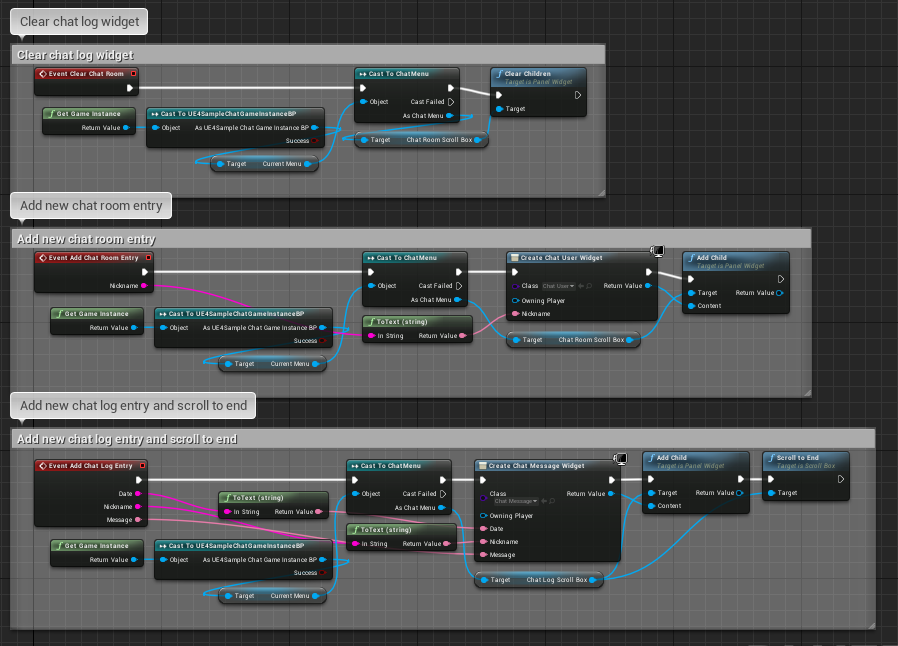 Clear chat log widget
Clear chat log widget
Event Clear Chat Room
Cast To ChatMenu
Clear Children
Target is Panel Widget
Object
Cast Failed
As Chat Menu
Target
Get Game Instance
Return Value
Cast To UE4SampleChatGameInstanceBP
Object
As UE4Sample Chat Game Instance BP
Success
Target
Chat Room Scroll Box
Target
Current Menu
Add new chat room entry
Add new chat room entry
Event Add Chat Room Entry
Nickname
Cast To ChatMenu
Object
Cast Failed
As Chat Menu
Create Chat User Widget
Class
Chat User
Return Value
Owning Player
Nickname
Add Child
Target is Panel Widget
Target
Return Value
Content
Get Game Instance
Return Value
Cast To UE4SampleChatGameInstanceBP
Object
As UE4Sample Chat Game Instance BP
Success
ToText (string)
In String
Return Value
Target
Chat Room Scroll Box
Target
Current Menu
Add new chat log entry and scroll to end
Add new chat log entry and scroll to end
Event Add Chat Log Entry
Date
Nickname
Message
ToText (string)
In String
Return Value
Cast To ChatMenu
Object
Cast Failed
As Chat Menu
Create Chat Message Widget
Class
Chat Message
Return Value
Owning Player
Date
Nickname
Message
Add Child
Target is Panel Widget
Target
Return Value
Content
Scroll to End
Target is Scroll Box
Target
Get Game Instance
Return Value
Cast To UE4SampleChatGameInstanceBP
Object
As UE4Sample Chat Game Instance BP
Success
ToText (string)
In String
Return Value
Target
Chat Log Scroll Box
Target
Current Menu